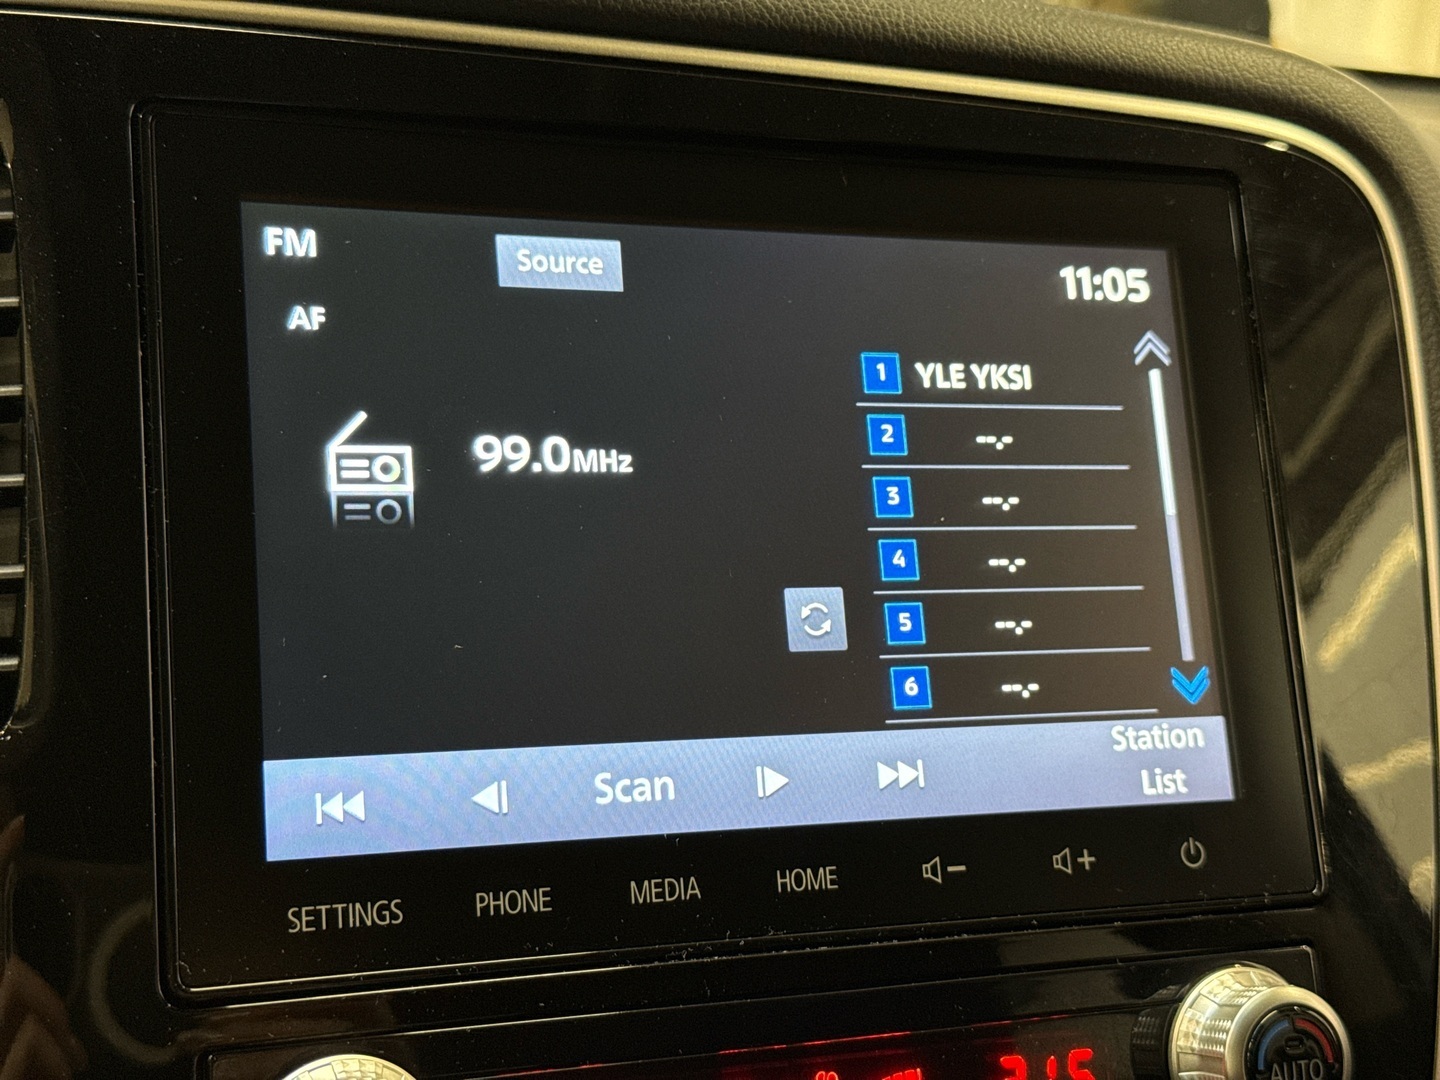 FM
Source
11:05
AF
1 YLE YKSI
99.0MHz
2 --.-
3 --.-
4 --.-
5 --.-
6 --.-
Scan
Station
List
SETTINGS
PHONE
MEDIA
HOME
AUTO